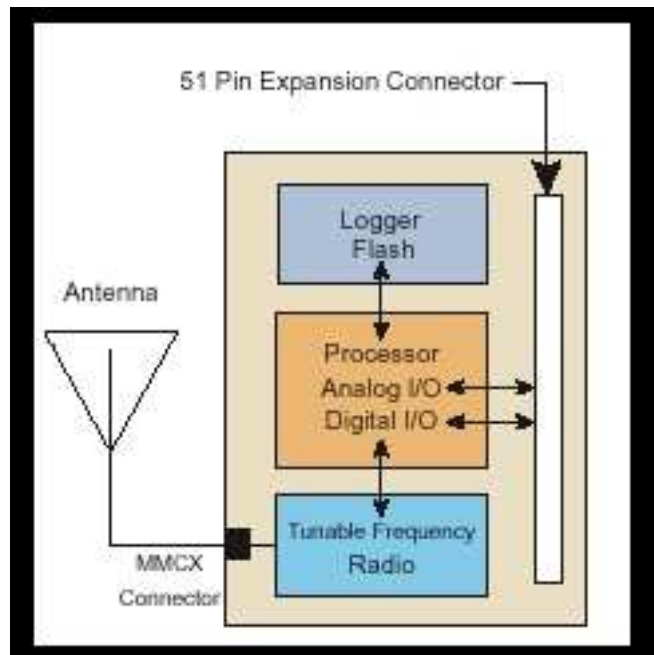 51 Pin Expansion Connector
Logger
Flash
Antenna
Processor
Analog I/O
Digital I/O
Tunable Frequency
Radio
MMCX
Connector